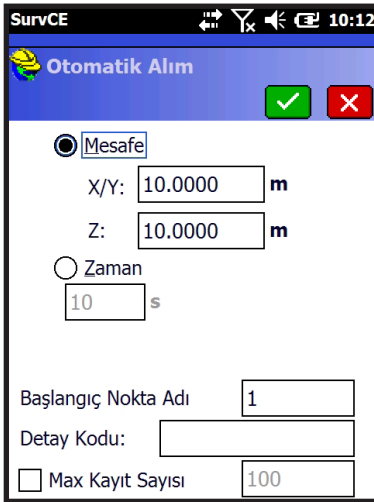 SurvCE 10:12
Otomatik Alım
Mesafe
X/Y: 10.0000 m
Z: 10.0000 m
Zaman
10 s
Başlangıç Nokta Adı 1
Detay Kodu:
Max Kayıt Sayısı 100